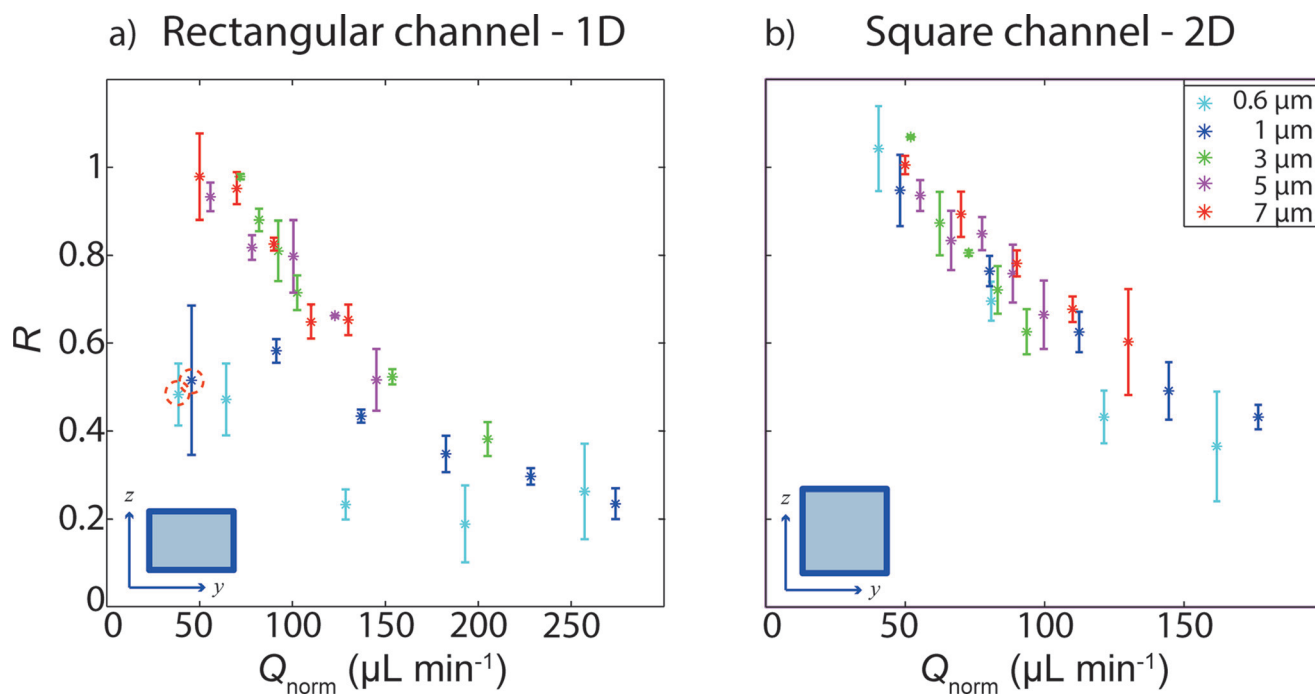 a) Rectangular channel - 1D
R
1
0.8
0.6
0.4
0.2
0
z
y
0 50 100 150 200 250
Qnorm (µL min-1)
b) Square channel - 2D
0.6 µm
1 µm
3 µm
5 µm
7 µm
z
y
0 50 100 150
Qnorm (µL min-1)